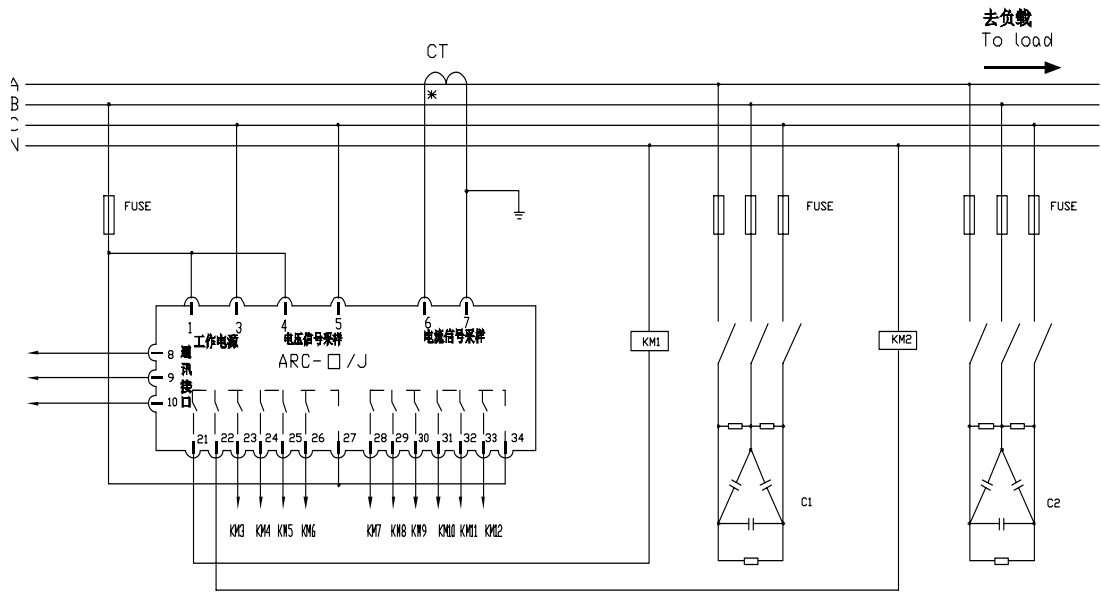 去负载
To load
CT
A
*
B
C
N
FUSE
FUSE
FUSE
1
3
4
5
6
7
工作电源
电压信号采样
电流信号采样
KM1
KM2
8
9
10
通讯接口
ARC-□/J
21
22
23
24
25
26
27
28
29
30
31
32
33
34
C1
C2
KM3
KM4
KM5
KM6
KM7
KM8
KM9
KM10
KM11
KM12